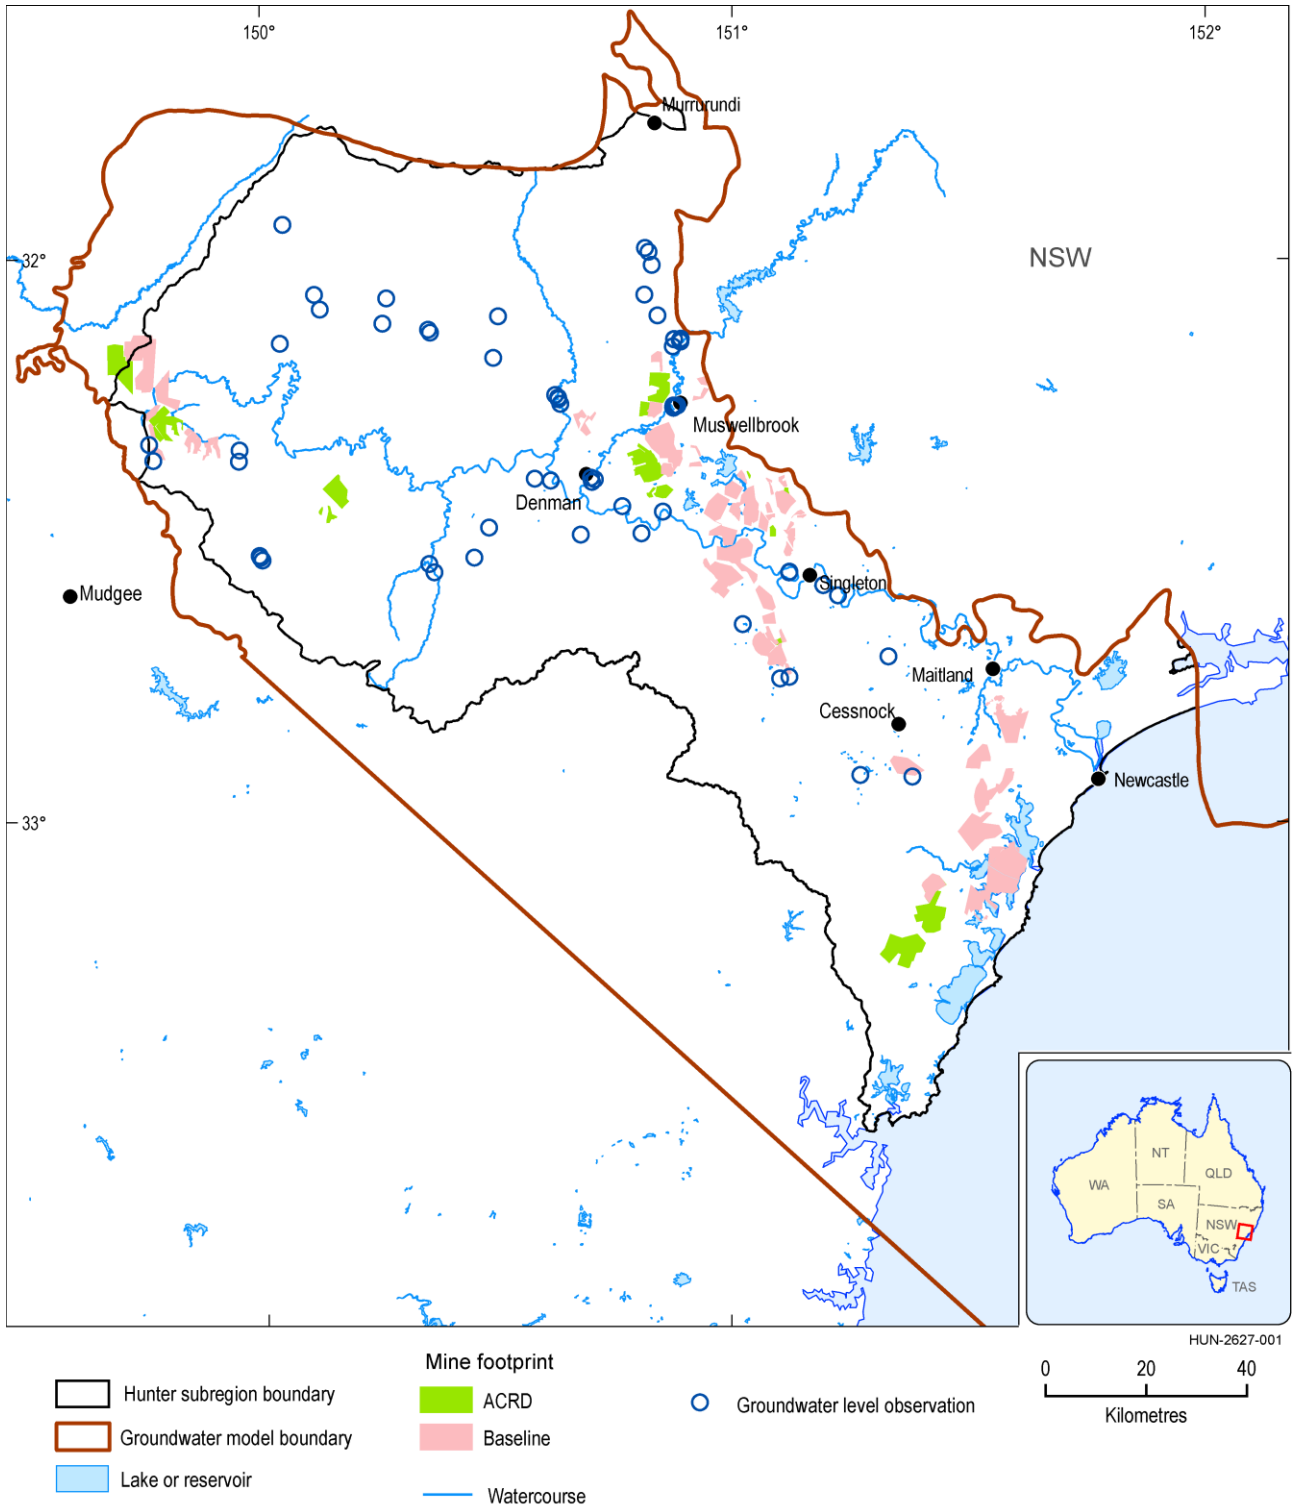 150°
151°
152°
Murrurundi
32°
NSW
Muswellbrook
Denman
Singleton
Mudgee
Maitland
Cessnock
Newcastle
33°
NT
QLD
WA
SA
NSW
VIC
TAS
HUN-2627-001
Mine footprint
0 20 40
Kilometres
Hunter subregion boundary
ACRD
Groundwater level observation
Groundwater model boundary
Baseline
Lake or reservoir
Watercourse